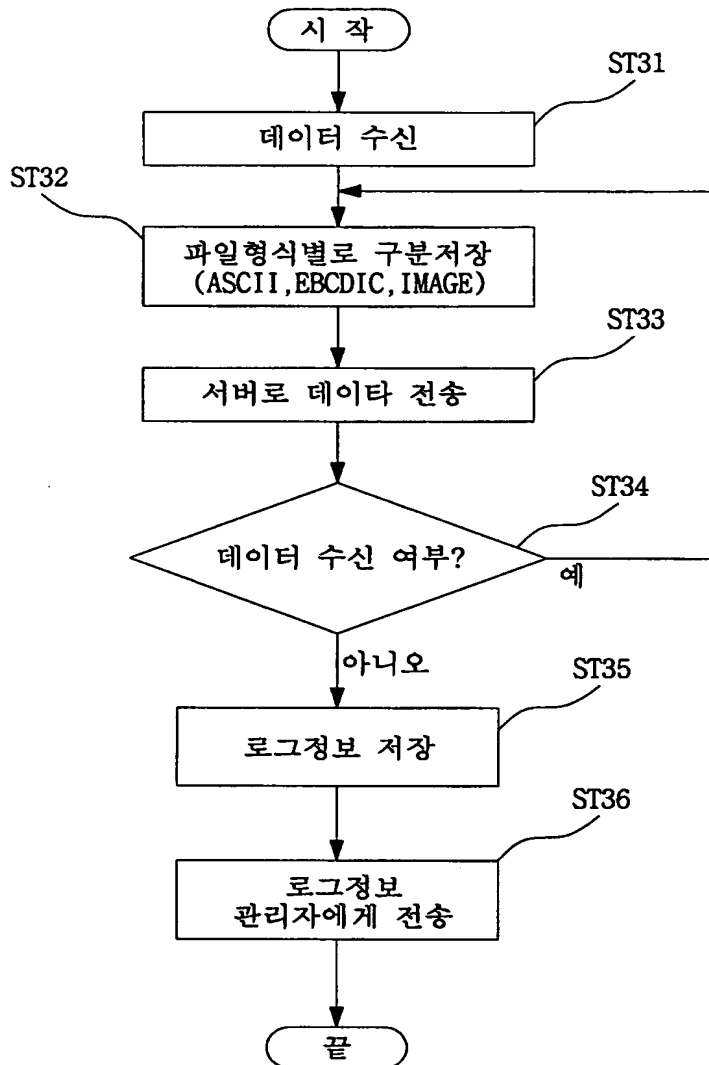 시 작
ST31
데이터 수신
ST32
파일형식별로 구분저장
(ASCII,EBCDIC,IMAGE)
ST33
서버로 데이타 전송
ST34
데이터 수신 여부?
예
아니오
ST35
로그정보 저장
ST36
로그정보
관리자에게 전송
끝